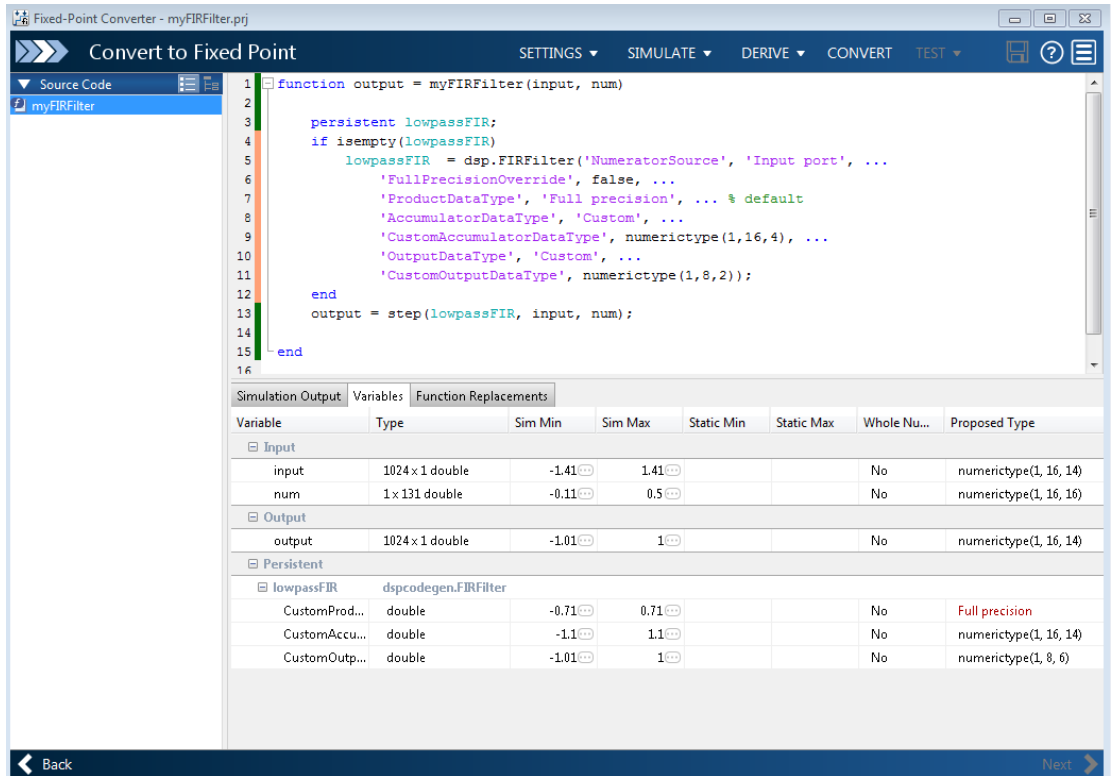 Fixed-Point Converter - myFIRFilter.prj
Convert to Fixed Point SETTINGS SIMULATE DERIVE CONVERT TEST
Source Code
myFIRFilter
1 function output = myFIRFilter(input, num)
2
3 persistent lowpassFIR;
4 if isempty(lowpassFIR)
5 lowpassFIR = dsp.FIRFilter('NumeratorSource', 'Input port', ...
6 'FullPrecisionOverride', false, ...
7 'ProductDataType', 'Full precision', ... % default
8 'AccumulatorDataType', 'Custom', ...
9 'CustomAccumulatorDataType', numerictype(1,16,4), ...
10 'OutputDataType', 'Custom', ...
11 'CustomOutputDataType', numerictype(1,8,2));
12 end
13 output = step(lowpassFIR, input, num);
14
15 end
16
Simulation Output Variables Function Replacements
Variable Type Sim Min Sim Max Static Min Static Max Whole Nu... Proposed Type
Input
input 1024 x 1 double -1.41 1.41 No numerictype(1, 16, 14)
num 1 x 131 double -0.11 0.5 No numerictype(1, 16, 16)
Output
output 1024 x 1 double -1.01 1 No numerictype(1, 16, 14)
Persistent
lowpassFIR dspcodegen.FIRFilter
CustomProd... double -0.71 0.71 No Full precision
CustomAccu... double -1.1 1.1 No numerictype(1, 16, 14)
CustomOutp... double -1.01 1 No numerictype(1, 8, 6)
Back Next